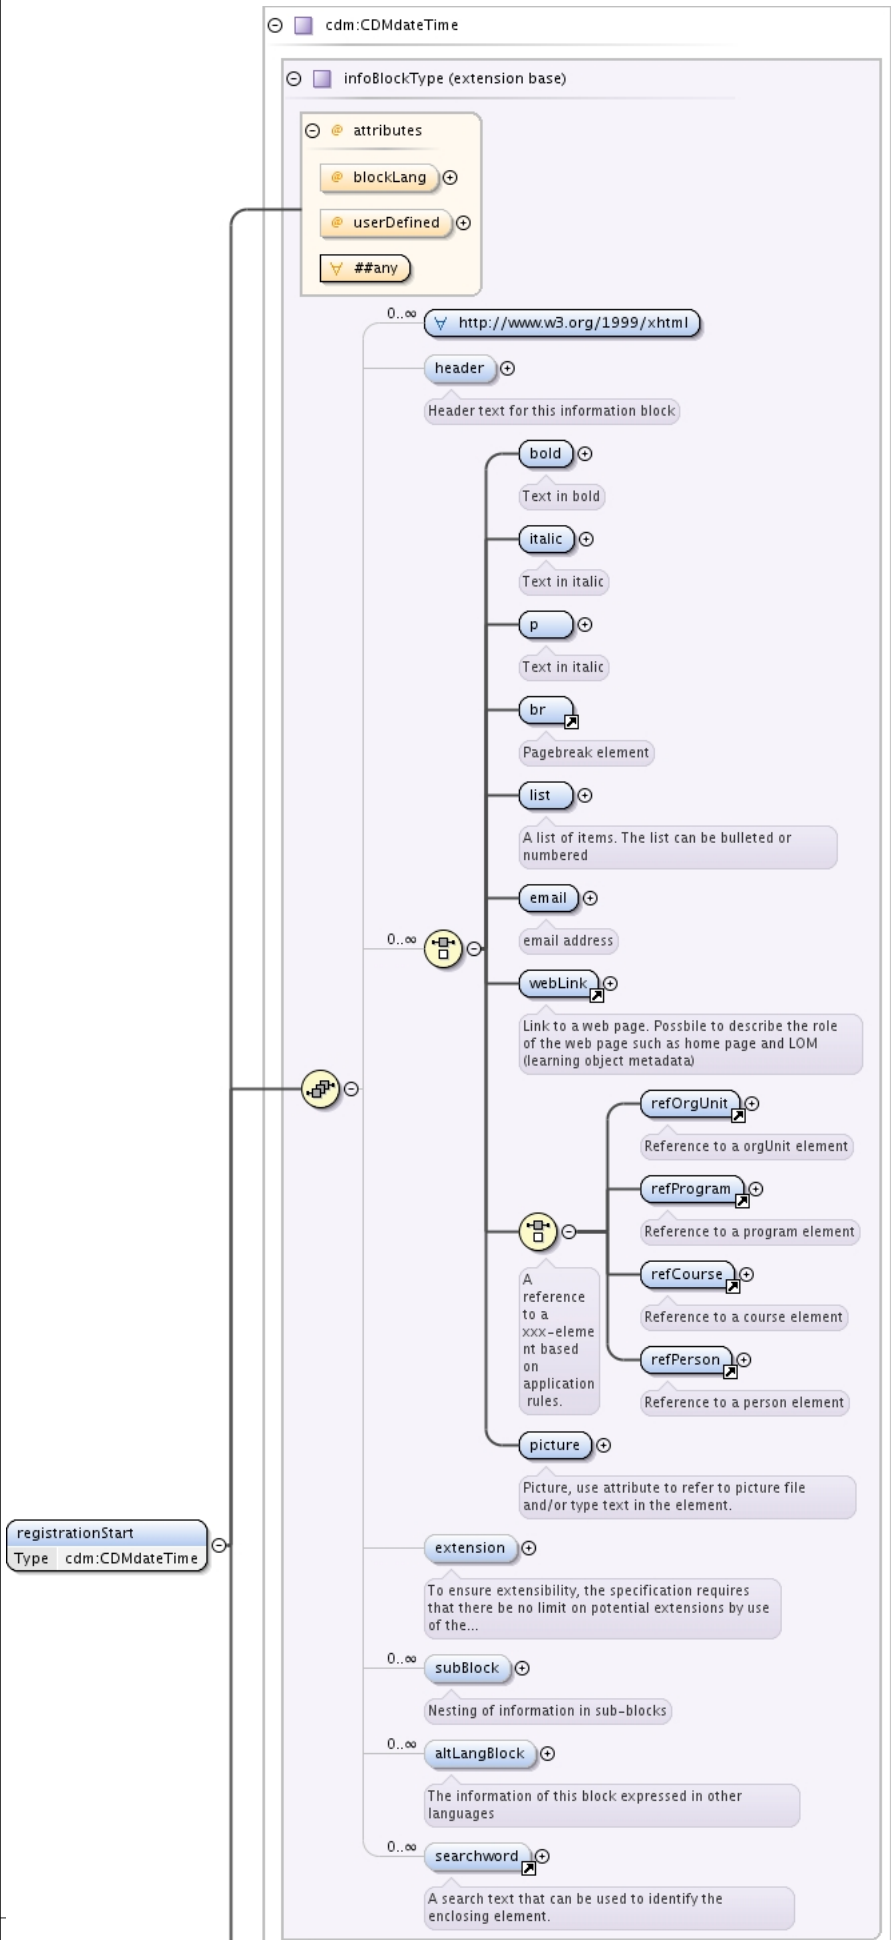 cdm:CDMdateTime
infoBlockType (extension base)
@ attributes
@ blockLang
@ userDefined
∀ ##any
0..∞
∀ http://www.w3.org/1999/xhtml
header
Header text for this information block
bold
Text in bold
italic
Text in italic
p
Text in italic
br
Pagebreak element
list
A list of items. The list can be bulleted or
numbered
email
email address
0..∞
webLink
Link to a web page. Possbile to describe the role
of the web page such as home page and LOM
(learning object metadata)
refOrgUnit
Reference to a orgUnit element
refProgram
Reference to a program element
refCourse
Reference to a course element
refPerson
Reference to a person element
A
reference
to a
xxx-eleme
nt based
on
application
rules.
picture
Picture, use attribute to refer to picture file
and/or type text in the element.
registrationStart
Type cdm:CDMdateTime
extension
To ensure extensibility, the specification requires
that there be no limit on potential extensions by use
of the...
0..∞
subBlock
Nesting of information in sub-blocks
0..∞
altLangBlock
The information of this block expressed in other
languages
0..∞
searchword
A search text that can be used to identify the
enclosing element.